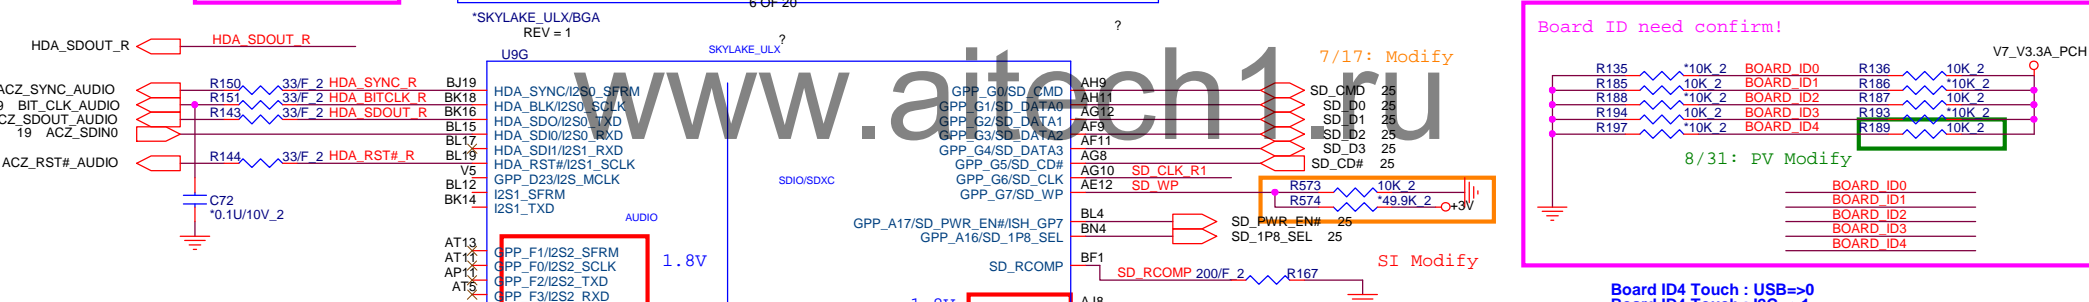 6 OF 20
*SKYLAKE_ULX/BGA
REV = 1
?
?
U9G
SKYLAKE_ULX
HDA_SDOUT_R
HDA_SDOUT_R
ACZ_SYNC_AUDIO
R150
33/F_2
HDA_SYNC_R
BJ19
HDA_SYNC/I2S0_SFRM
BIT_CLK_AUDIO
R151
33/F_2
HDA_BITCLK_R
BK18
HDA_BLK/I2S0_SCLK
CZ_SDOUT_AUDIO
R143
33/F_2
HDA_SDOUT_R
BK16
HDA_SDO/I2S0_TXD
19 ACZ_SDIN0
BL15
HDA_SDI0/I2S0_RXD
BL17
HDA_SDI1/I2S1_RXD
ACZ_RST#_AUDIO
R144
33/F_2
HDA_RST#_R
BL19
HDA_RST#/I2S1_SCLK
V5
GPP_D23/I2S_MCLK
BL12
I2S1_SFRM
BK14
I2S1_TXD
C72
*0.1U/10V_2
AUDIO
SDIO/SDXC
AT13
GPP_F1/I2S2_SFRM
AT11
GPP_F0/I2S2_SCLK
AP11
GPP_F2/I2S2_TXD
AT5
GPP_F3/I2S2_RXD
1.8V
www.aitech1.ru
7/17: Modify
GPP_G0/SD_CMD
AH9
SD_CMD 25
GPP_G1/SD_DATA0
AH11
SD_D0 25
GPP_G2/SD_DATA1
AG12
SD_D1 25
GPP_G3/SD_DATA2
AF9
SD_D2 25
GPP_G4/SD_DATA3
AF11
SD_D3 25
GPP_G5/SD_CD#
AG8
SD_CD# 25
GPP_G6/SD_CLK
AG10
SD_CLK_R1
GPP_G7/SD_WP
AE12
SD_WP
R573
10K_2
R574
*49.9K_2
+3V
GPP_A17/SD_PWR_EN#/ISH_GP7
BL4
SD_PWR_EN# 25
GPP_A16/SD_1P8_SEL
BN4
SD_1P8_SEL 25
SD_RCOMP
BF1
SD_RCOMP
200/F_2
R167
SI Modify
AJ8
Board ID need confirm!
V7_V3.3A_PCH
R135
*10K_2
BOARD_ID0
R136
10K_2
R185
10K_2
BOARD_ID1
R186
*10K_2
R188
*10K_2
BOARD_ID2
R187
10K_2
R194
10K_2
BOARD_ID3
R193
*10K_2
R197
*10K_2
BOARD_ID4
R189
10K_2
8/31: PV Modify
BOARD_ID0
BOARD_ID1
BOARD_ID2
BOARD_ID3
BOARD_ID4
Board ID4 Touch : USB=>0